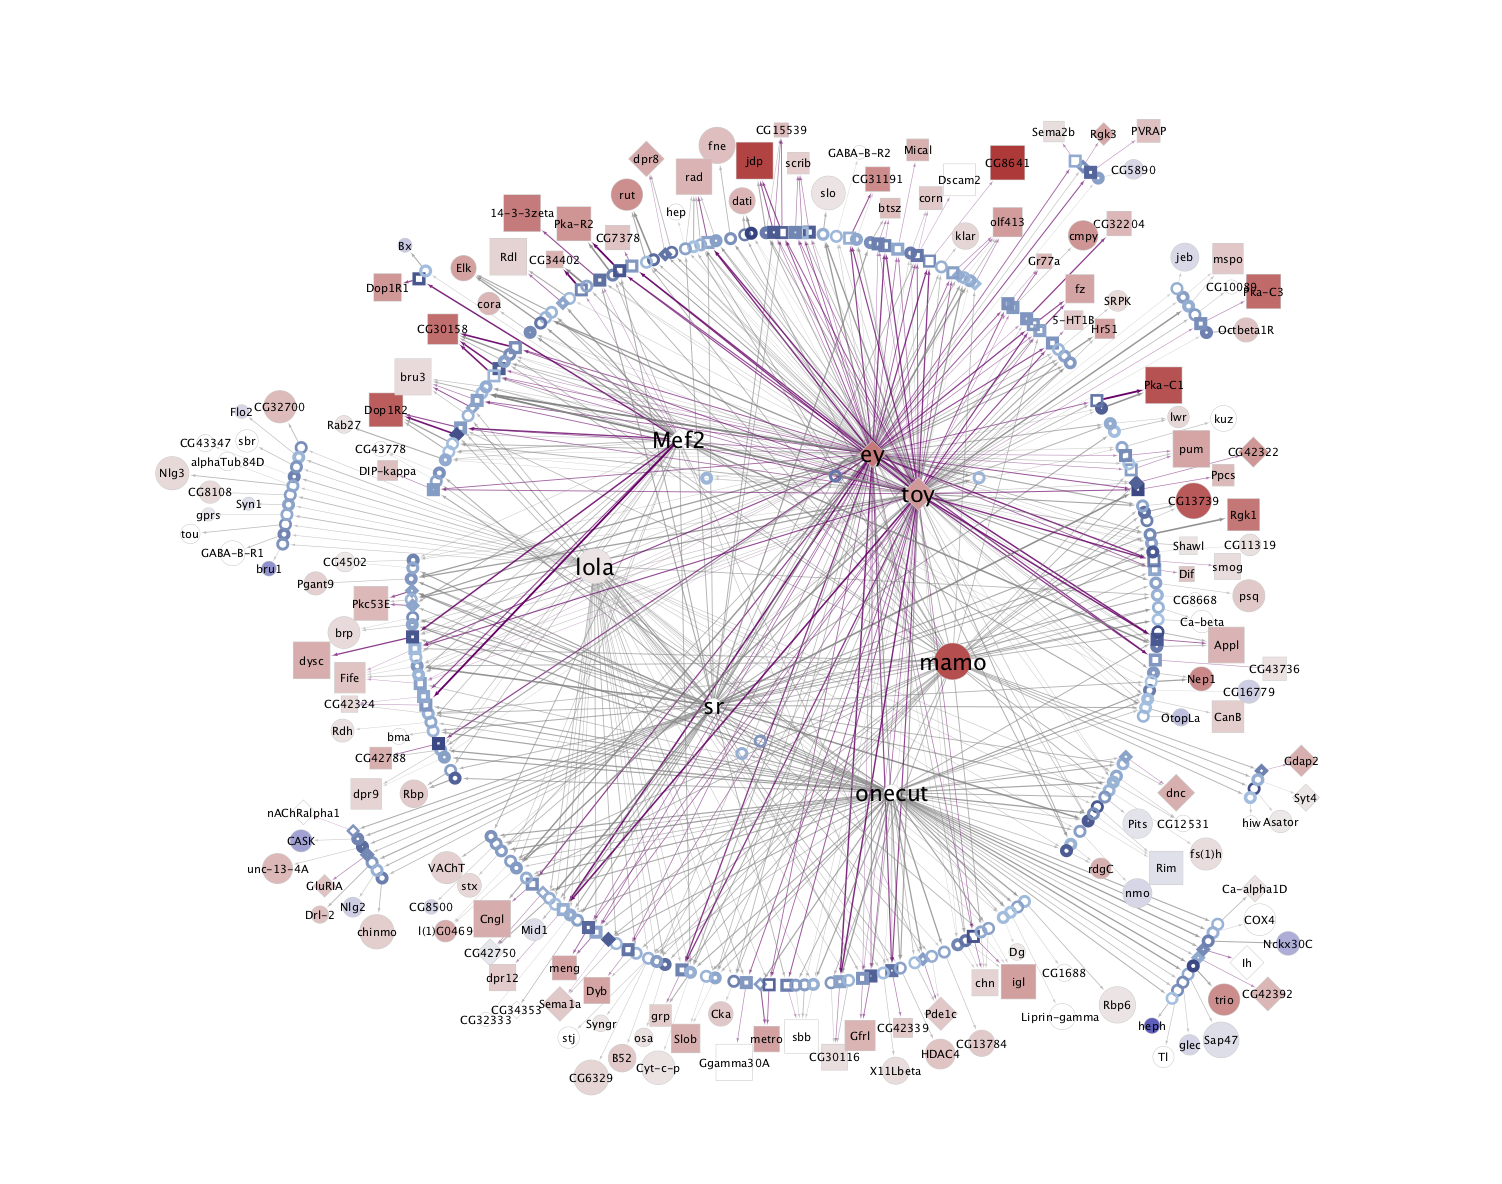 CG15539
Sema2b
Rgk3
PVRAP
fne
dpr8
jdp
scrib
GABA-B-R2
Mical
CG8641
CG5890
rad
CG31191
Dscam2
rut
dati
slo
corn
hep
btsz
14-3-3zeta
Pka-R2
CG7378
klar
olf413
CG32204
cmpy
Bx
Rdl
CG34402
Elk
Gr77a
jeb
mspo
Dop1R1
cora
fz
SRPK
CG10089
Pka-C3
CG30158
5-HT1B
Hr51
Octbeta1R
bru3
Pka-C1
Flo2
CG32700
Dop1R2
Rab27
lwr
kuz
CG43347
sbr
CG43778
Mef2
ey
pum
CG42322
alphaTub84D
DIP-kappa
Nlg3
Ppcs
CG8108
Syn1
toy
CG13739
gprs
Rgk1
tou
GABA-B-R1
Shawl
CG11319
bru1
CG4502
lola
smog
Pgant9
Dif
Pkc53E
CG8668
psq
brp
Ca-beta
dysc
mamo
Appl
Fife
Nep1
CG43736
CG42324
sr
CG16779
Rdh
bma
OtopLa
CanB
CG42788
Gdap2
dpr9
Rbp
onecut
dnc
Syt4
nAChRalpha1
Pits
CG12531
hiw
Asator
CASK
unc-13-4A
VAChT
rdgC
Rim
fs(1)h
GluRIA
stx
nmo
Ca-alpha1D
Drl-2
Nlg2
CG8500
Cngl
COX4
chinmo
l(1)G0469
Mid1
Nckx30C
CG42750
Dg
lh
meng
CG1688
dpr12
chn
igl
CG42392
Dyb
trio
Sema1a
CG34353
Rbp6
CG32333
Syngr
grp
Cka
Pde1c
Liprin-gamma
heph
stj
osa
Slob
metro
sbb
Gfrl
CG42339
glec
Sap47
B52
CG30116
HDAC4
CG13784
Tl
CG6329
Cyt-c-p
Ggamma30A
X11Lbeta